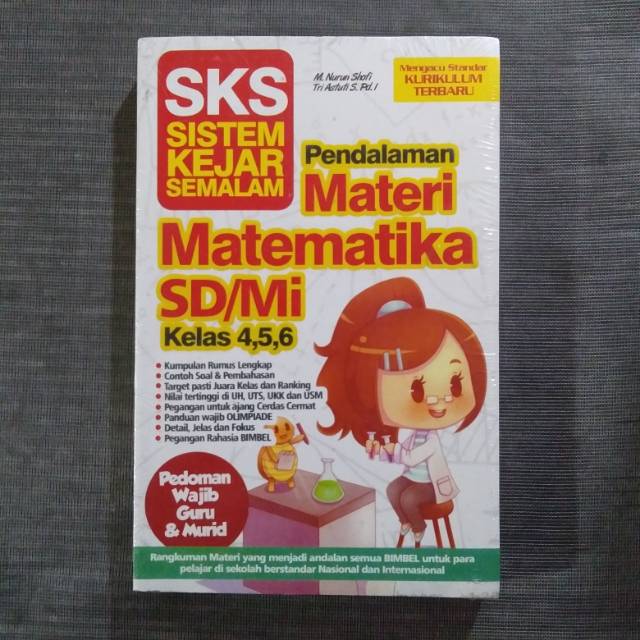 SKS
SISTEM
KEJAR
SEMALAM
M. Nurun Shofi
Tri Astuti S. Pd. I
Mengacu Standar
KURIKULUM
TERBARU
Pendalaman
Materi
Matematika
SD/Mi
Kelas 4,5,6
• Kumpulan Rumus Lengkap
• Contoh Soal & Pembahasan
• Target pasti Juara Kelas dan Ranking
• Nilai tertinggi di UH, UTS, UKK dan USM
• Pegangan untuk ajang Cerdas Cermat
• Panduan wajib OLIMPIADE
• Detail, Jelas dan Fokus
• Pegangan Rahasia BIMBEL
Pedoman
Wajib
Guru
& Murid
Rangkuman Materi yang menjadi andalan semua BIMBEL untuk para
pelajar di sekolah berstandar Nasional dan Internasional